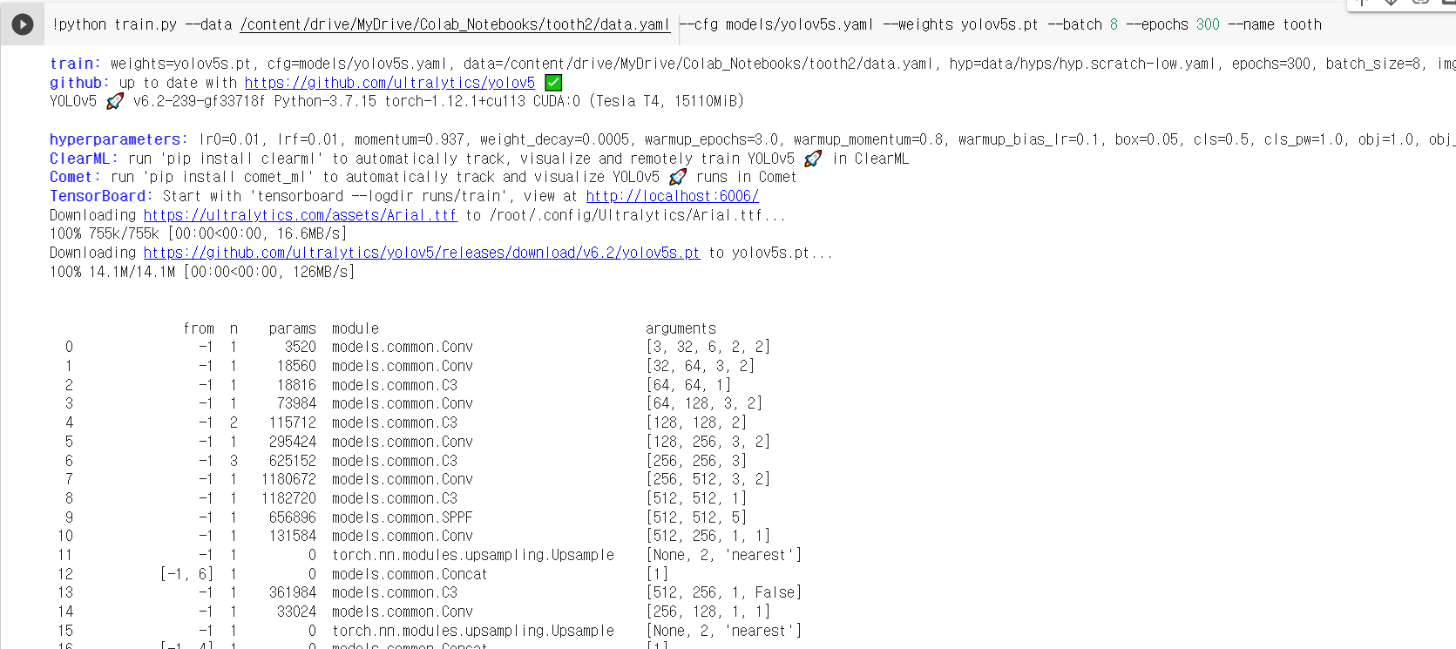 !python train.py --data /content/drive/MyDrive/Colab_Notebooks/tooth2/data.yaml --cfg models/yolov5s.yaml --weights yolov5s.pt --batch 8 --epochs 300 --name tooth
train: weights=yolov5s.pt, cfg=models/yolov5s.yaml, data=/content/drive/MyDrive/Colab_Notebooks/tooth2/data.yaml, hyp=data/hyps/hyp.scratch-low.yaml, epochs=300, batch_size=8, img
github: up to date with https://github.com/ultralytics/yolov5 ✅
YOLOv5 🚀 v6.2-239-gf33718f Python-3.7.15 torch-1.12.1+cu113 CUDA:0 (Tesla T4, 15110MiB)
hyperparameters: lr0=0.01, lrf=0.01, momentum=0.937, weight_decay=0.0005, warmup_epochs=3.0, warmup_momentum=0.8, warmup_bias_lr=0.1, box=0.05, cls=0.5, cls_pw=1.0, obj=1.0, obj_
ClearML: run 'pip install clearml' to automatically track, visualize and remotely train YOLOv5 🚀 in ClearML
Comet: run 'pip install comet_ml' to automatically track and visualize YOLOv5 🚀 runs in Comet
TensorBoard: Start with 'tensorboard --logdir runs/train', view at http://localhost:6006/
Downloading https://ultralytics.com/assets/Arial.ttf to /root/.config/Ultralytics/Arial.ttf...
100% 755k/755k [00:00<00:00, 16.6MB/s]
Downloading https://github.com/ultralytics/yolov5/releases/download/v6.2/yolov5s.pt to yolov5s.pt...
100% 14.1M/14.1M [00:00<00:00, 126MB/s]
from n params module arguments
0 -1 1 3520 models.common.Conv [3, 32, 6, 2, 2]
1 -1 1 18560 models.common.Conv [32, 64, 3, 2]
2 -1 1 18816 models.common.C3 [64, 64, 1]
3 -1 1 73984 models.common.Conv [64, 128, 3, 2]
4 -1 2 115712 models.common.C3 [128, 128, 2]
5 -1 1 295424 models.common.Conv [128, 256, 3, 2]
6 -1 3 625152 models.common.C3 [256, 256, 3]
7 -1 1 1180672 models.common.Conv [256, 512, 3, 2]
8 -1 1 1182720 models.common.C3 [512, 512, 1]
9 -1 1 656896 models.common.SPPF [512, 512, 5]
10 -1 1 131584 models.common.Conv [512, 256, 1, 1]
11 -1 1 0 torch.nn.modules.upsampling.Upsample [None, 2, 'nearest']
12 [-1, 6] 1 0 models.common.Concat [1]
13 -1 1 361984 models.common.C3 [512, 256, 1, False]
14 -1 1 33024 models.common.Conv [256, 128, 1, 1]
15 -1 1 0 torch.nn.modules.upsampling.Upsample [None, 2, 'nearest']
16 [-1, 4] 1 0 models.common.Concat [1]